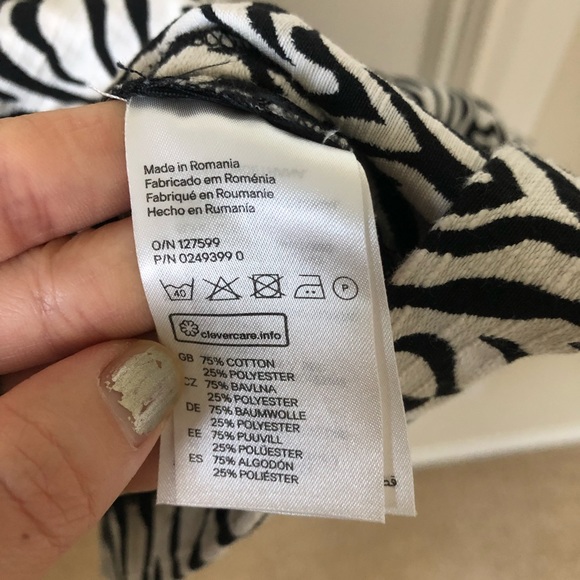 Made in Romania
Fabricado em Roménia
Fabriqué en Roumanie
Hecho en Rumanía
O/N 127599
P/N 0249399 0
40 P
clevercare.info
GB 75% COTTON
25% POLYESTER
CZ 75% BAVLNA
25% POLYESTER
DE 75% BAUMWOLLE
25% POLYESTER
EE 75% PUUVILL
25% POLÜESTER
ES 75% ALGODÓN
25% POLIÉSTER